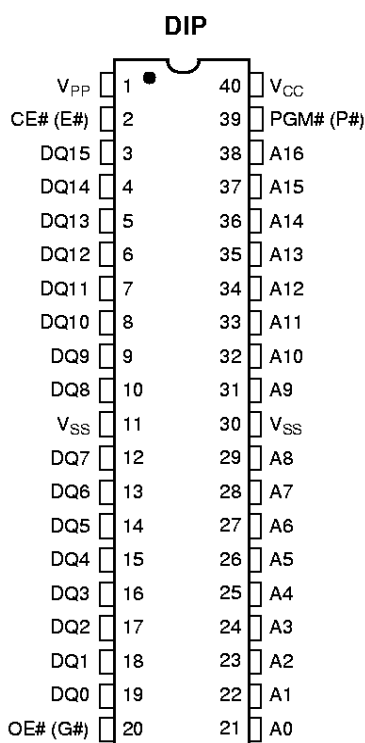 DIP
VPP 1 40 VCC
CE# (E#) 2 39 PGM# (P#)
DQ15 3 38 A16
DQ14 4 37 A15
DQ13 5 36 A14
DQ12 6 35 A13
DQ11 7 34 A12
DQ10 8 33 A11
DQ9 9 32 A10
DQ8 10 31 A9
VSS 11 30 VSS
DQ7 12 29 A8
DQ6 13 28 A7
DQ5 14 27 A6
DQ4 15 26 A5
DQ3 16 25 A4
DQ2 17 24 A3
DQ1 18 23 A2
DQ0 19 22 A1
OE# (G#) 20 21 A0